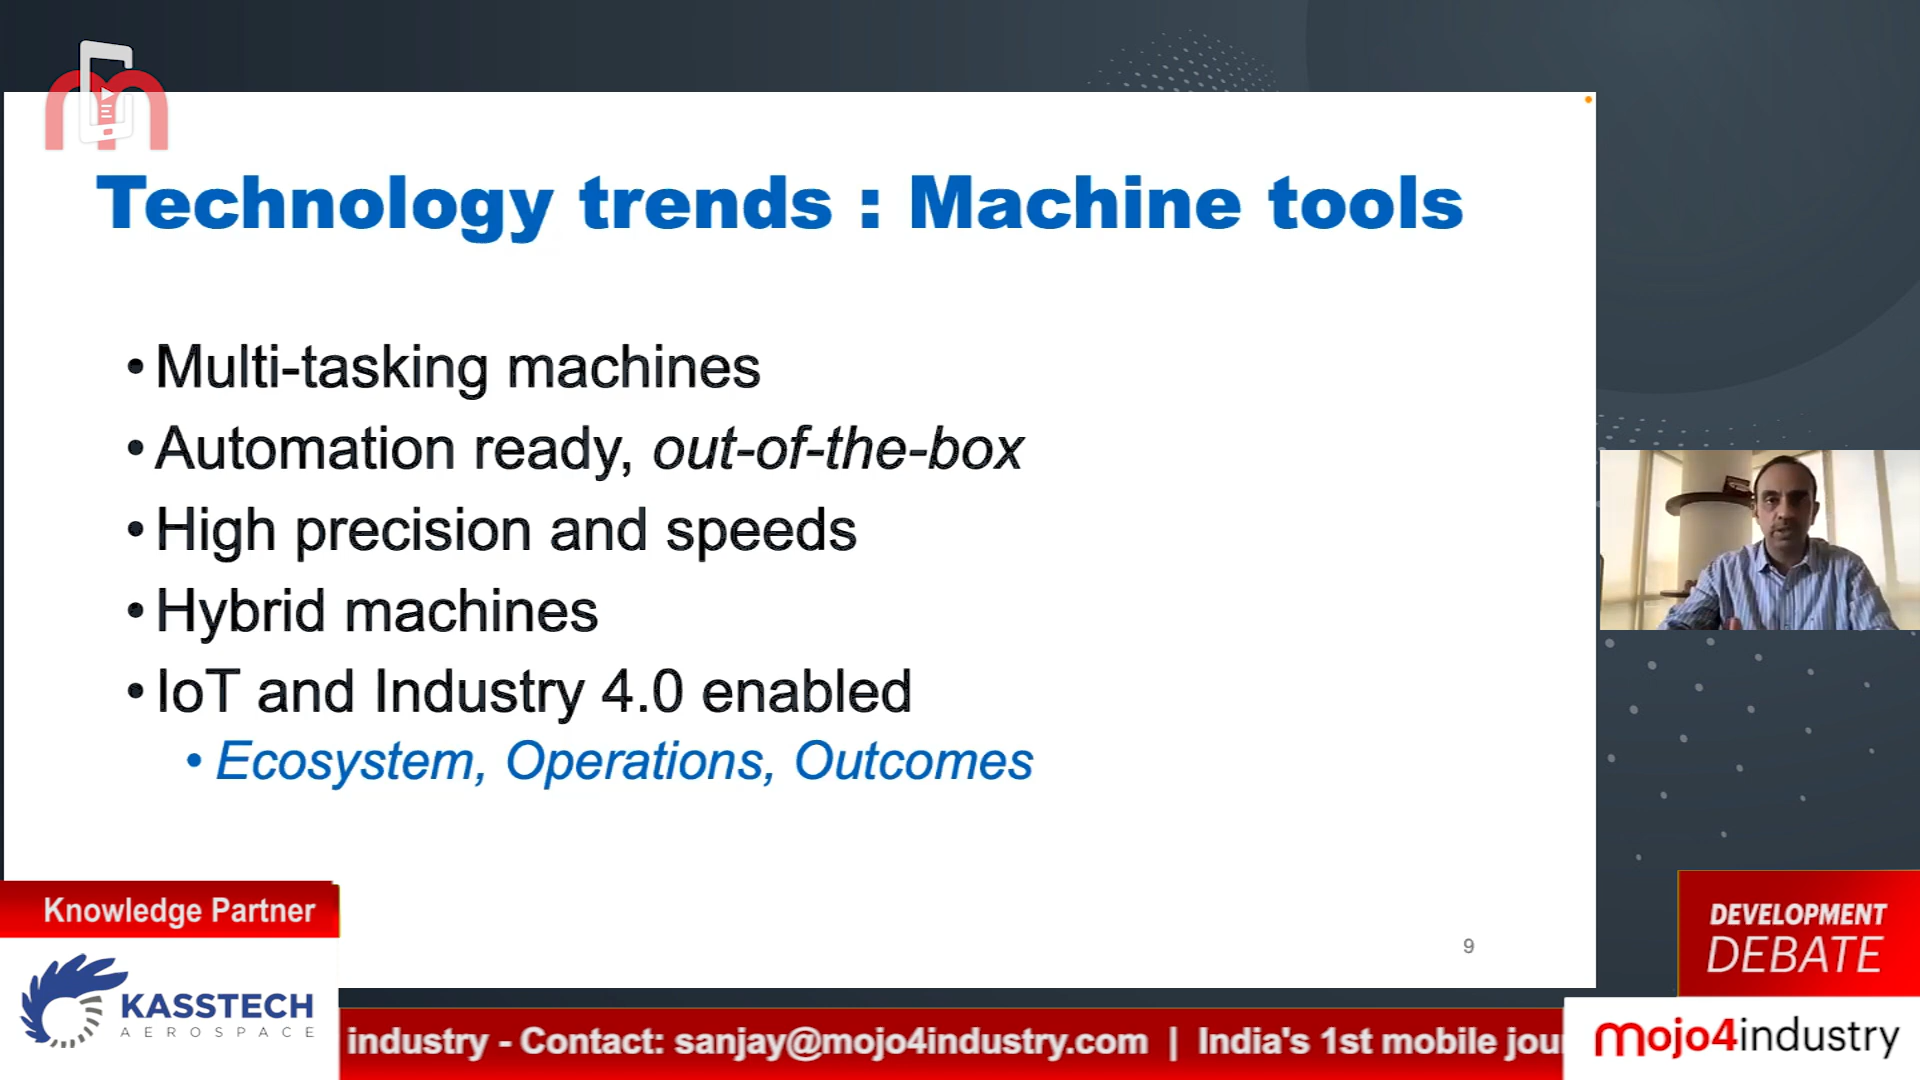 Technology trends : Machine tools
• Multi-tasking machines
• Automation ready, out-of-the-box
• High precision and speeds
• Hybrid machines
• IoT and Industry 4.0 enabled
• Ecosystem, Operations, Outcomes
9
Knowledge Partner
KASSTECH
AEROSPACE
industry - Contact: sanjay@mojo4industry.com | India's 1st mobile jou
DEVELOPMENT
DEBATE
mojo4industry